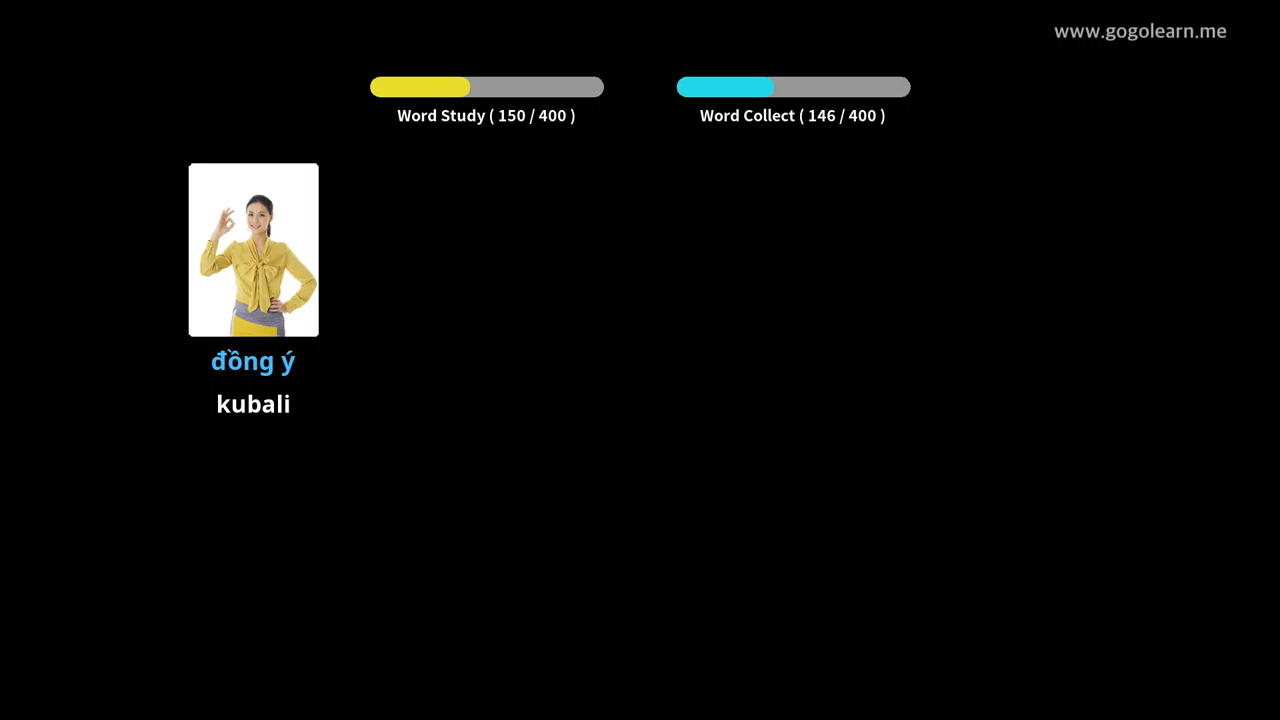 www.gogolearn.me
Word Study ( 150 / 400 )
Word Collect ( 146 / 400 )
đồng ý
kubali